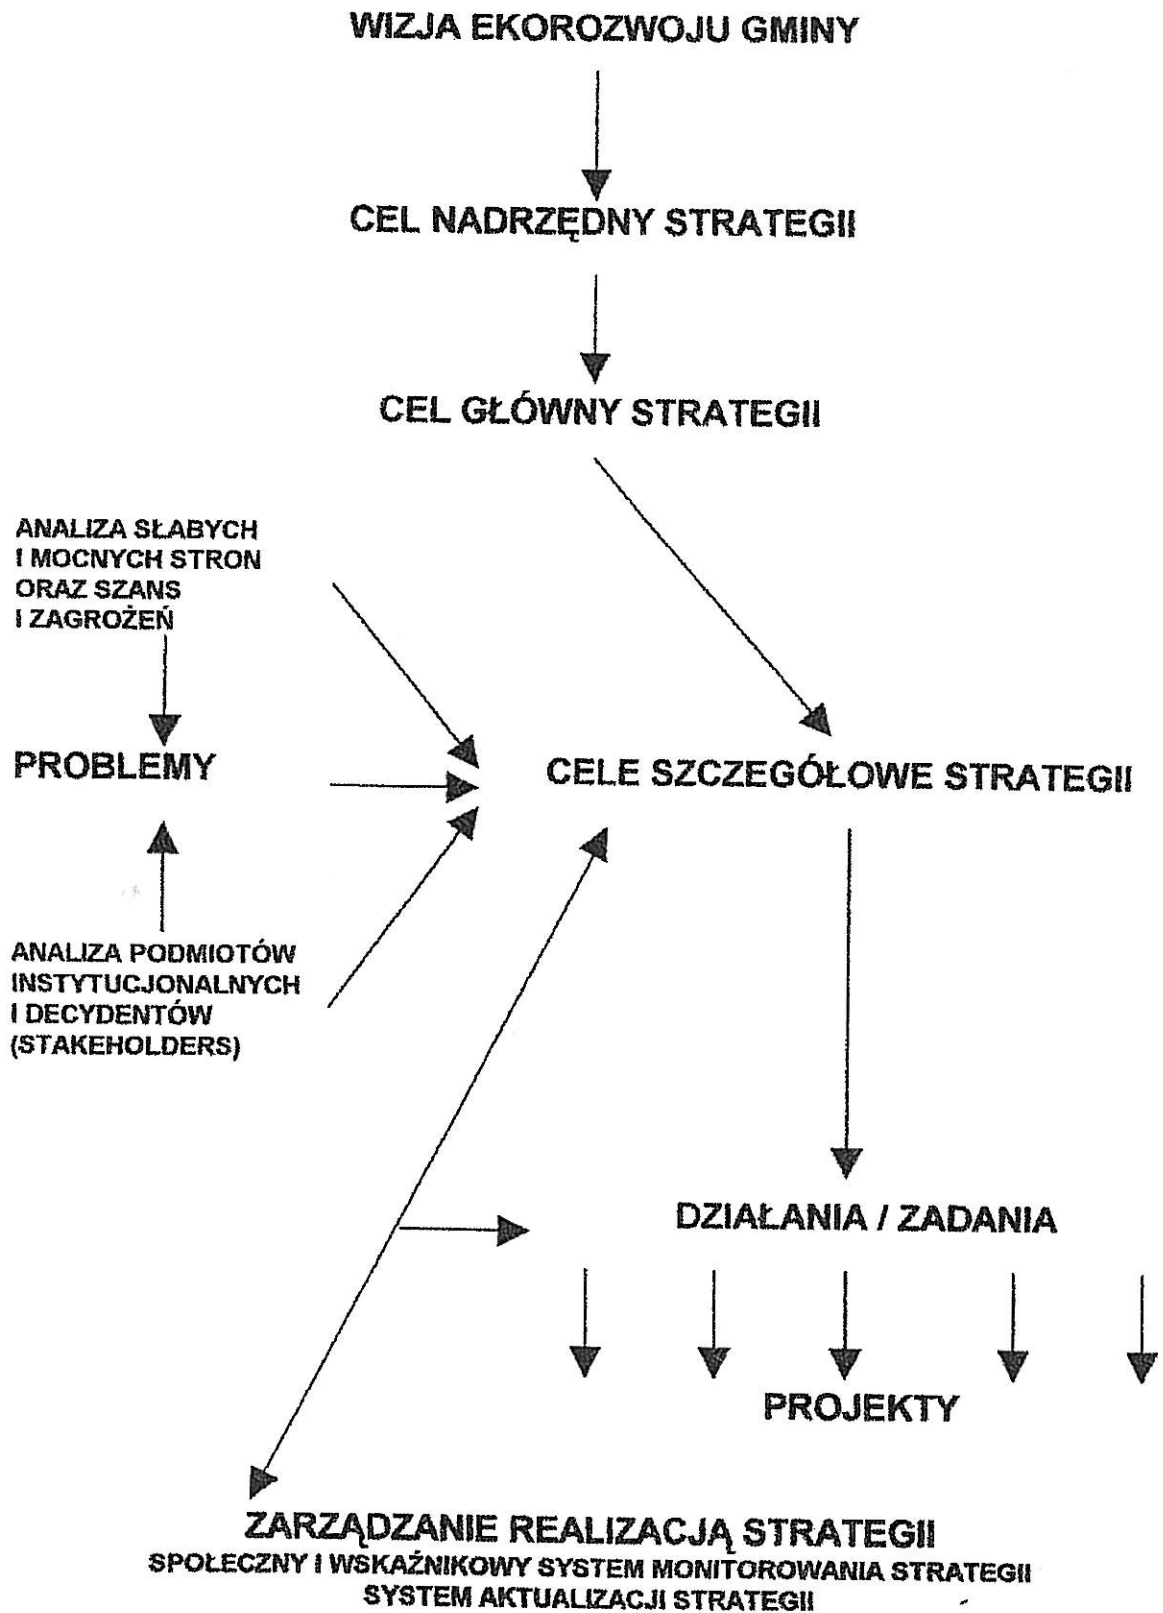 WIZJA EKOROZWOJU GMINY
CEL NADRZĘDNY STRATEGII
CEL GŁÓWNY STRATEGII
ANALIZA SŁABYCH
I MOCNYCH STRON
ORAZ SZANS
I ZAGROŻEŃ
PROBLEMY
CELE SZCZEGÓŁOWE STRATEGII
ANALIZA PODMIOTÓW
INSTYTUCJONALNYCH
I DECYDENTÓW
(STAKEHOLDERS)
DZIAŁANIA / ZADANIA
PROJEKTY
ZARZĄDZANIE REALIZACJĄ STRATEGII
SPOŁECZNY I WSKAŹNIKOWY SYSTEM MONITOROWANIA STRATEGII
SYSTEM AKTUALIZACJI STRATEGII